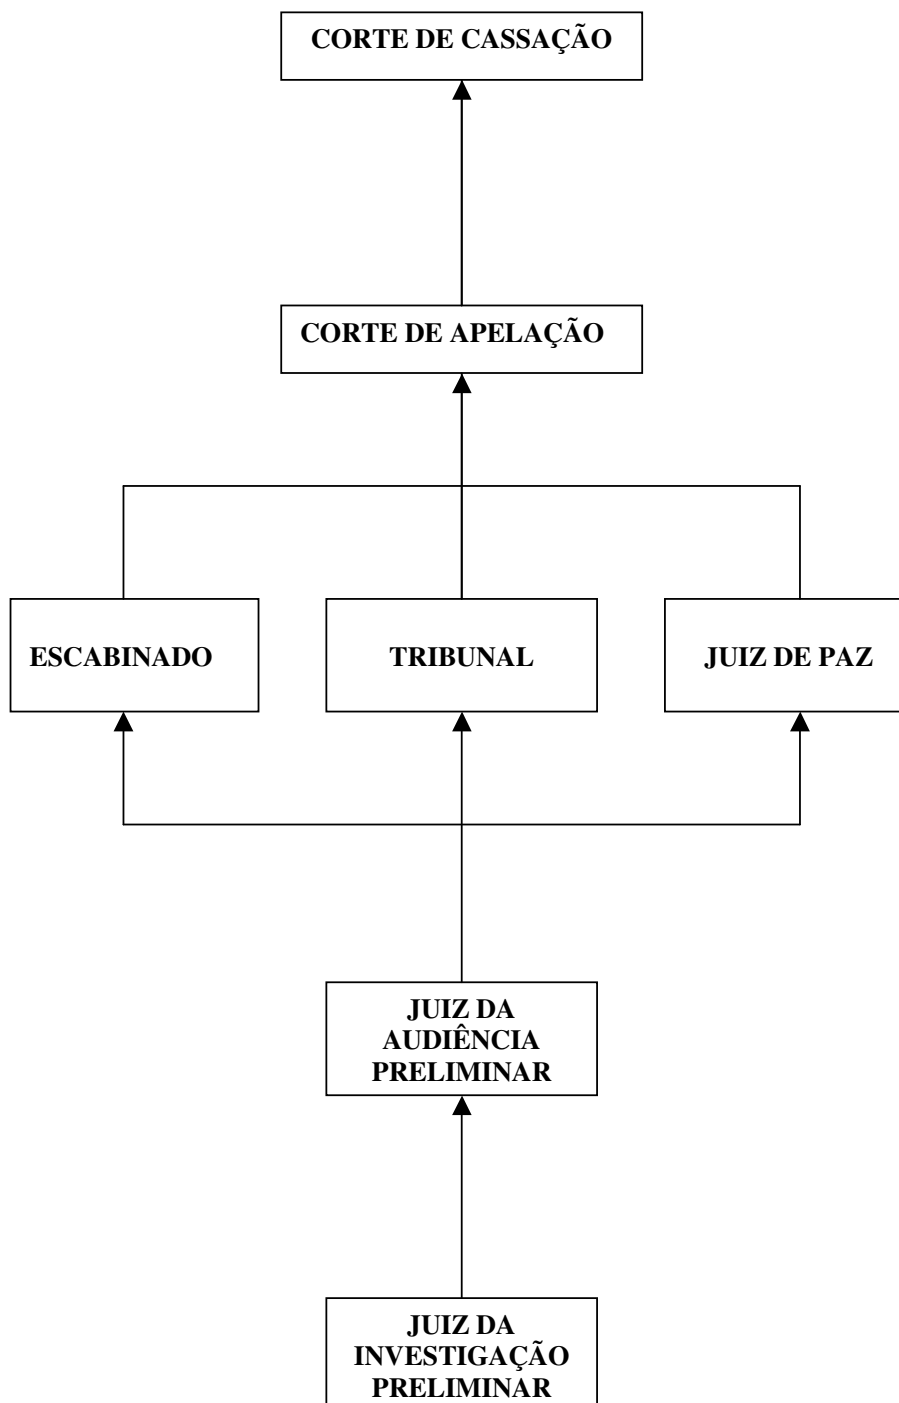 CORTE DE CASSAÇÃO
CORTE DE APELAÇÃO
ESCABINADO
TRIBUNAL
JUIZ DE PAZ
JUIZ DA
AUDIÊNCIA
PRELIMINAR
JUIZ DA
INVESTIGAÇÃO
PRELIMINAR